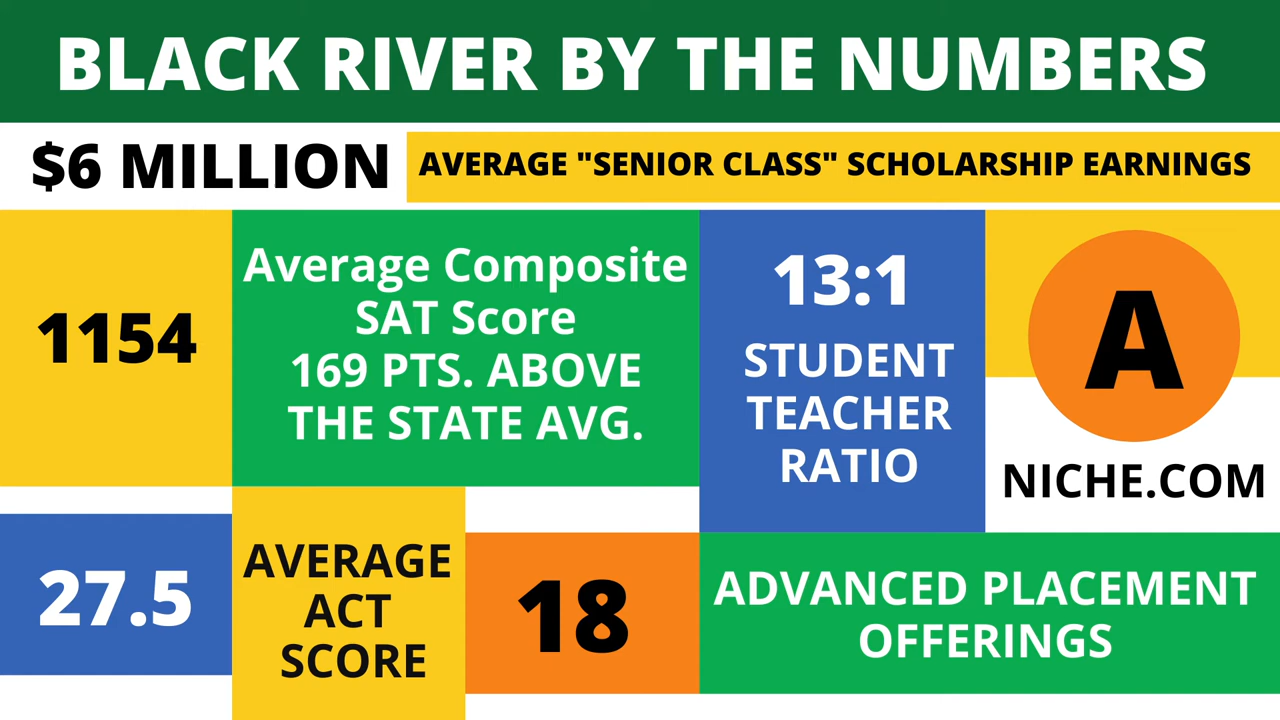 BLACK RIVER BY THE NUMBERS
$6 MILLION
AVERAGE "SENIOR CLASS" SCHOLARSHIP EARNINGS
1154
Average Composite
SAT Score
169 PTS. ABOVE
THE STATE AVG.
13:1
STUDENT
TEACHER
RATIO
A
NICHE.COM
27.5
AVERAGE
ACT
SCORE
18
ADVANCED PLACEMENT
OFFERINGS